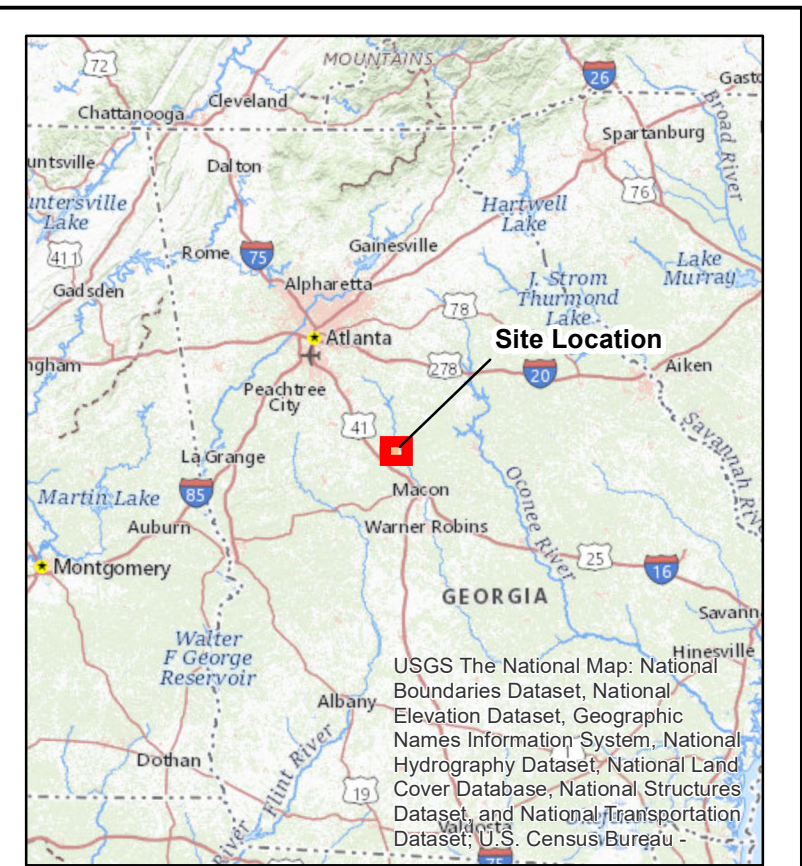 72
MOUNTAINS
26
Gasto
Chattanooga
Cleveland
Broad River
Spartanburg
untsville
Dalton
76
untersville
Lake
Hartwell
Lake
411
Rome
75
Gainesville
Lake
Murray
Gadsden
Alpharetta
J. Strom
Thurmond
Lake
78
Atlanta
Site Location
ngham
278
20
Aiken
Peachtree
City
41
Savannah Riv
La Grange
Martin Lake
85
Macon
Oconee River
Auburn
Warner Robins
Montgomery
25
16
GEORGIA
Savann
Walter
F George
Reservoir
Hinesville
USGS The National Map: National
Boundaries Dataset, National
Elevation Dataset, Geographic
Names Information System, National
Hydrography Dataset, National Land
Cover Database, National Structures
Dataset, and National Transportation
Dataset; U.S. Census Bureau -
Albany
Dothan
Flint River
19
River
Valdosta
75